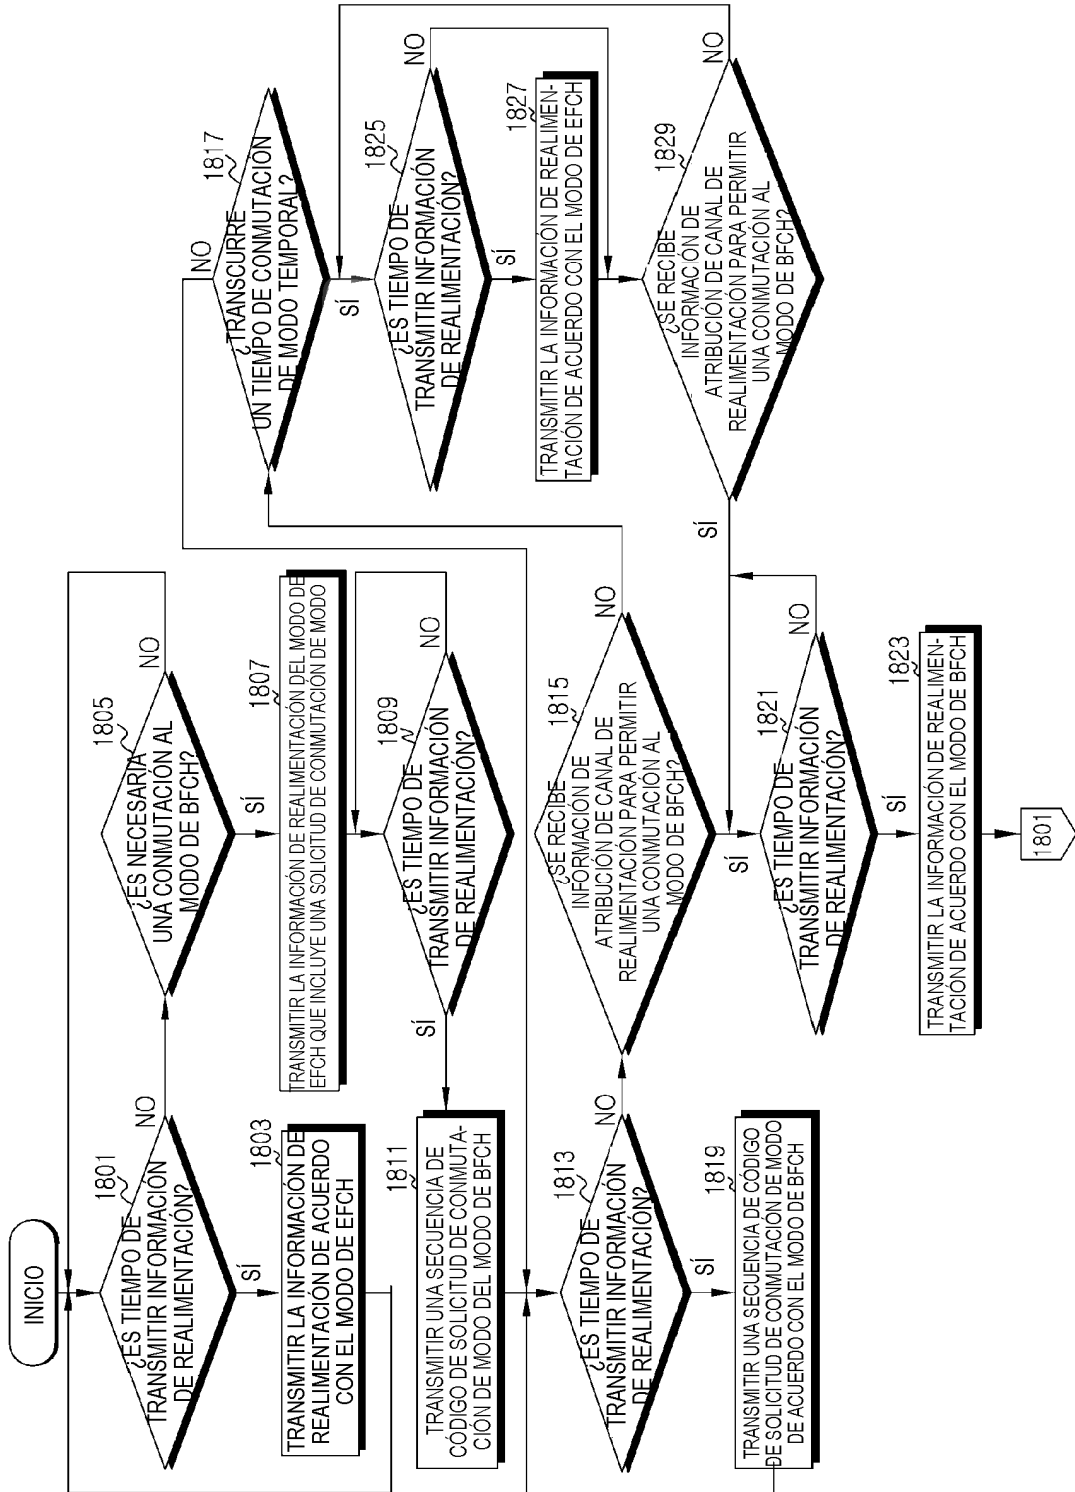 INICIO
1801
¿ES TIEMPO DE
TRANSMITIR INFORMACIÓN
DE REALIMENTACIÓN?
NO
SÍ
1803
TRANSMITIR LA INFORMACIÓN DE
REALIMENTACIÓN DE ACUERDO
CON EL MODO DE EFCH
1805
¿ES NECESARIA
UNA CONMUTACIÓN AL
MODO DE BFCH?
NO
SÍ
1807
TRANSMITIR LA INFORMACIÓN DE REALIMENTACIÓN DEL MODO DE
EFCH QUE INCLUYE UNA SOLICITUD DE CONMUTACIÓN DE MODO
1809
¿ES TIEMPO DE
TRANSMITIR INFORMACIÓN
DE REALIMENTACIÓN?
NO
SÍ
1811
TRANSMITIR UNA SECUENCIA DE
CÓDIGO DE SOLICITUD DE CONMUTA-
CIÓN DE MODO DEL MODO DE BFCH
1813
¿ES TIEMPO DE
TRANSMITIR INFORMACIÓN
DE REALIMENTACIÓN?
NO
SÍ
1815
¿SE RECIBE
INFORMACIÓN DE
ATRIBUCIÓN DE CANAL DE
REALIMENTACIÓN PARA PERMITIR
UNA CONMUTACIÓN AL
MODO DE BFCH?
NO
SÍ
1817
¿TRANSCURRE
UN TIEMPO DE CONMUTACIÓN
DE MODO TEMPORAL?
NO
SÍ
1819
TRANSMITIR UNA SECUENCIA DE CÓDIGO
DE SOLICITUD DE CONMUTACIÓN DE MODO
DE ACUERDO CON EL MODO DE BFCH
1821
¿ES TIEMPO DE
TRANSMITIR INFORMACIÓN
DE REALIMENTACIÓN?
NO
SÍ
1823
TRANSMITIR LA INFORMACIÓN DE REALIMEN-
TACIÓN DE ACUERDO CON EL MODO DE BFCH
1801
1825
¿ES TIEMPO DE
TRANSMITIR INFORMACIÓN
DE REALIMENTACIÓN?
NO
SÍ
1827
TRANSMITIR LA INFORMACIÓN DE REALIMEN-
TACIÓN DE ACUERDO CON EL MODO DE EFCH
1829
¿SE RECIBE
INFORMACIÓN DE
ATRIBUCIÓN DE CANAL DE
REALIMENTACIÓN PARA PERMITIR
UNA CONMUTACIÓN AL
MODO DE BFCH?
NO
SÍ